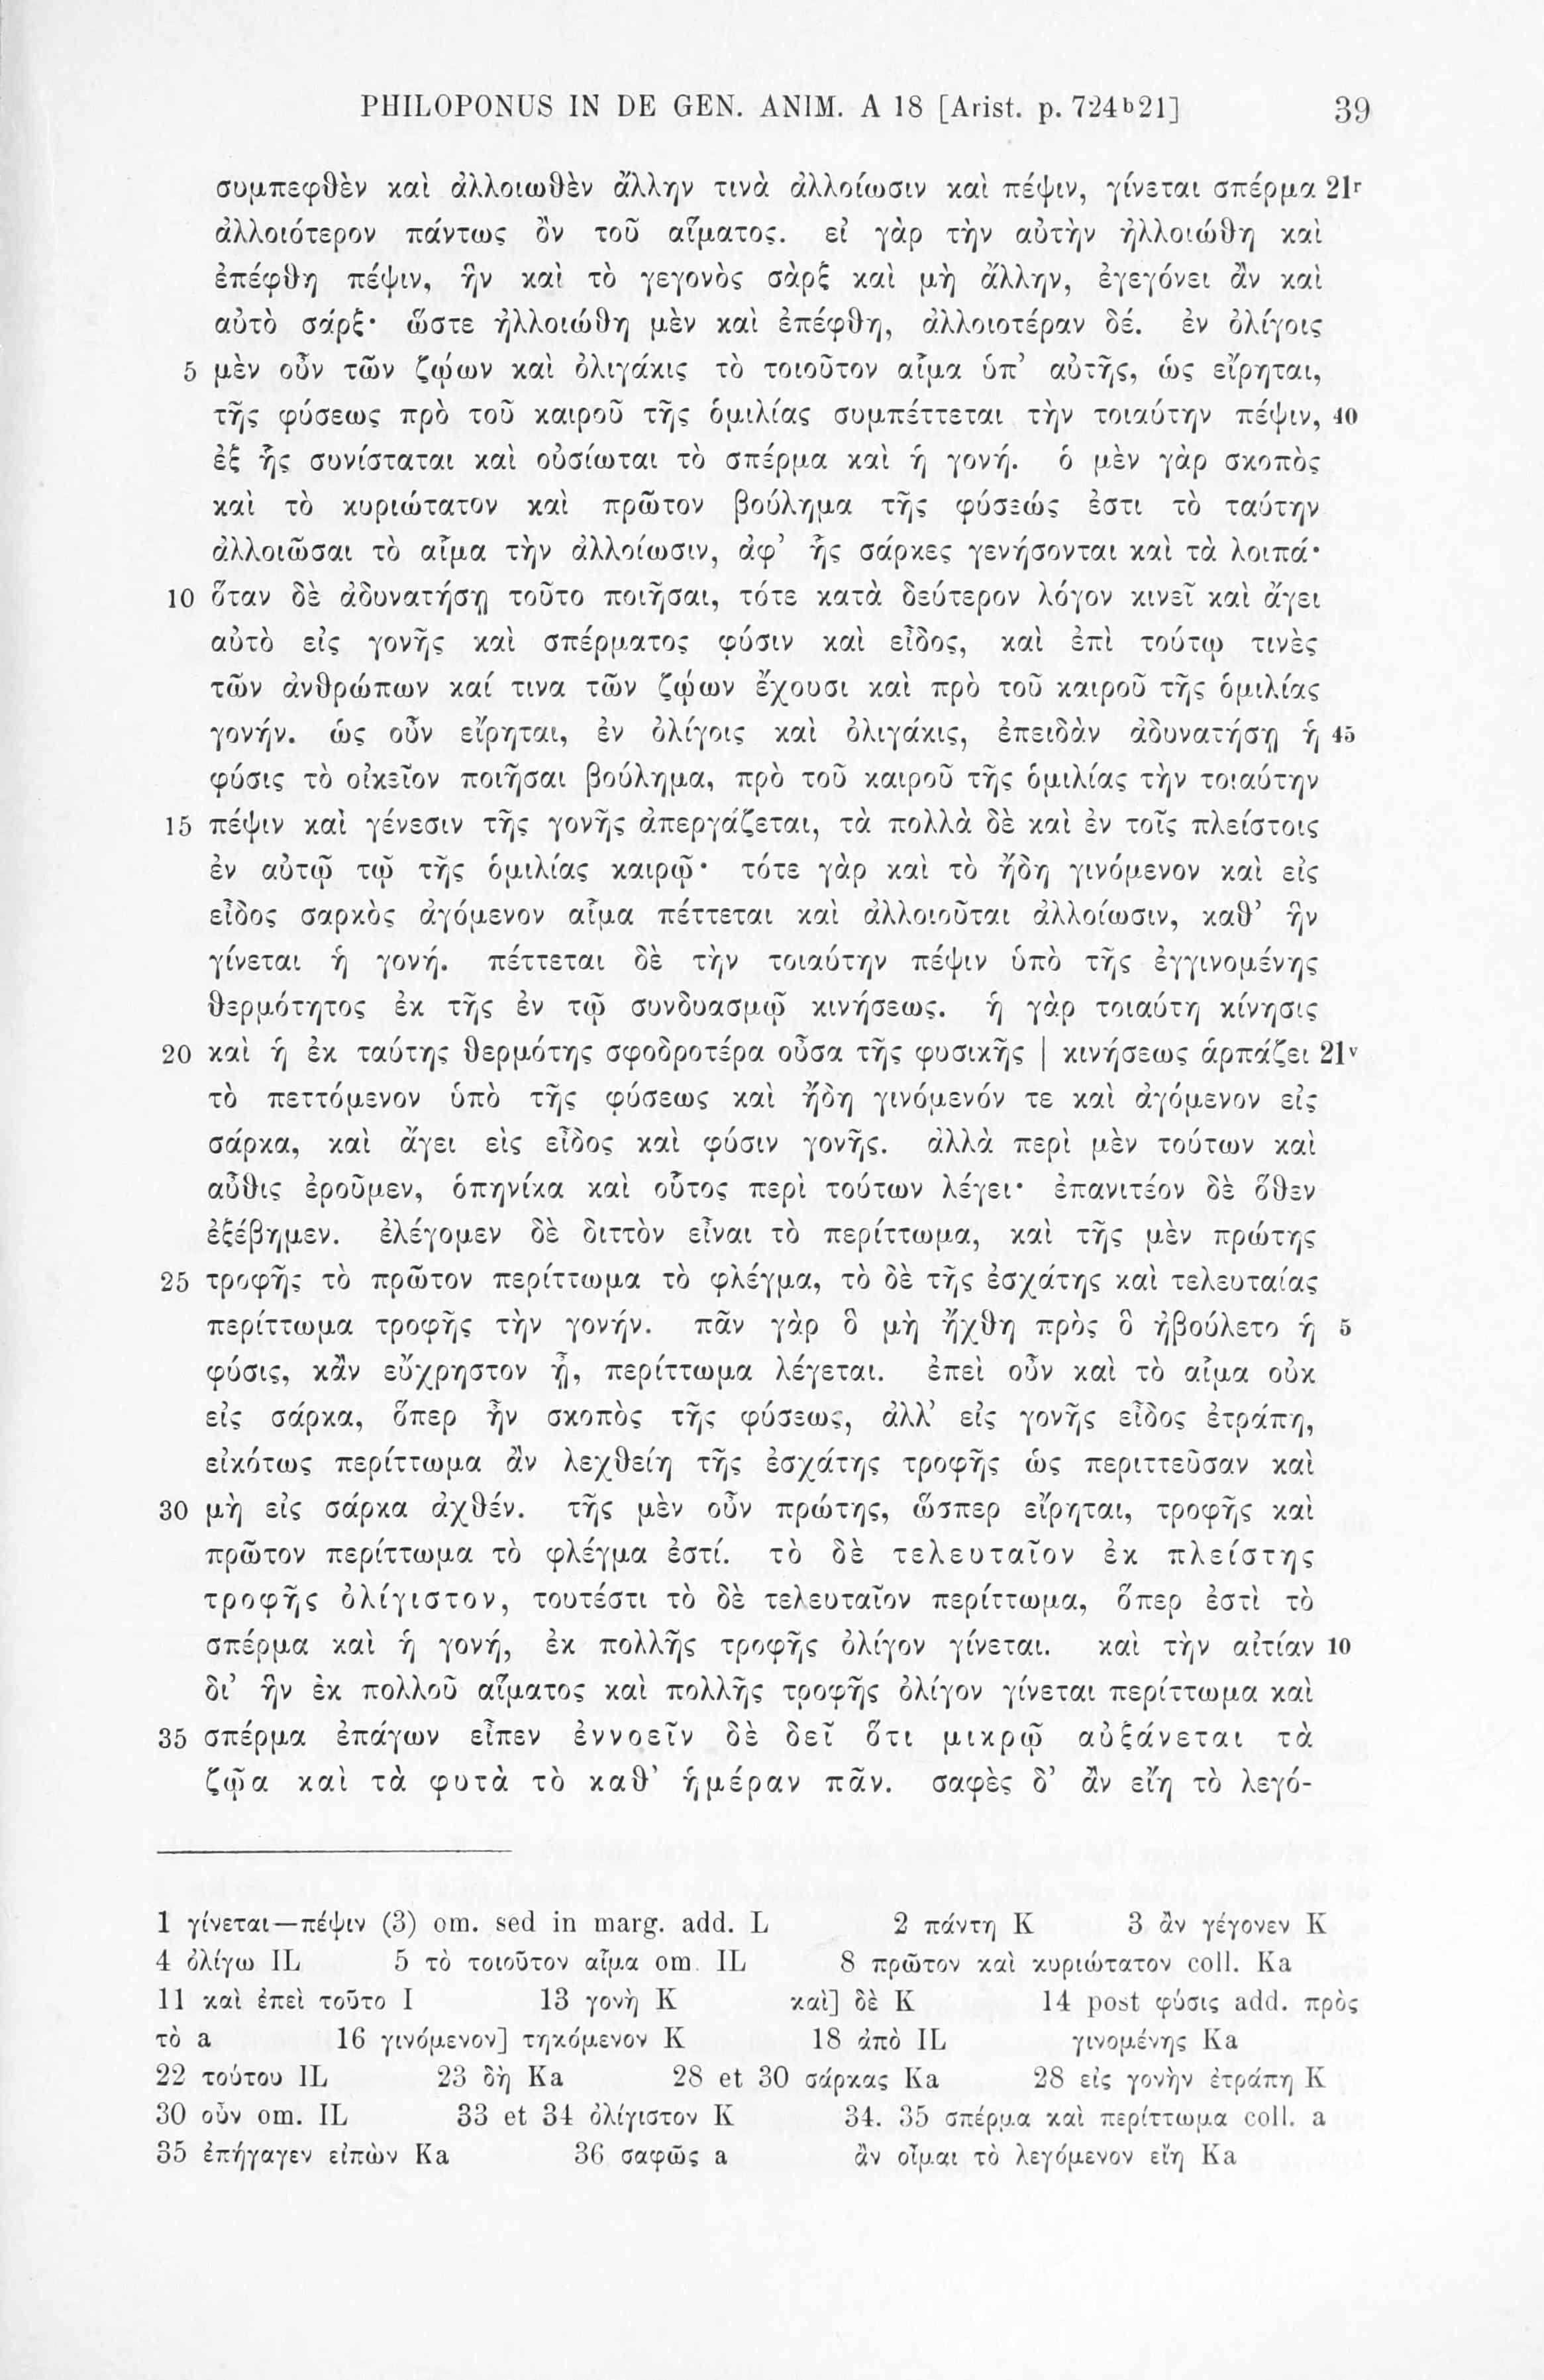 PHILOPONUS IN DE GEN. ANIM. A 18 [Arist. p. 724ᵇ21] 39
συμπεφθὲν καὶ ἀλλοιωθὲν ἄλλην τινὰ ἀλλοίωσιν καὶ πέψιν, γίνεται σπέρμα 21ʳ
ἀλλοιότερον πάντως ὂν τοῦ αἵματος. εἰ γὰρ τὴν αὐτὴν ἠλλοιώθη καὶ
ἐπέφθη πέψιν, ἣν καὶ τὸ γεγονὸς σὰρξ καὶ μὴ ἄλλην, ἐγεγόνει ἂν καὶ
αὐτὸ σάρξ· ὥστε ἠλλοιώθη μὲν καὶ ἐπέφθη, ἀλλοιοτέραν δέ. ἐν ὀλίγοις
5 μὲν οὖν τῶν ζῴων καὶ ὀλιγάκις τὸ τοιοῦτον αἷμα ὑπ’ αὐτῆς, ὡς εἴρηται,
τῆς φύσεως πρὸ τοῦ καιροῦ τῆς ὁμιλίας συμπέττεται τὴν τοιαύτην πέψιν, 40
ἐξ ἧς συνίσταται καὶ οὐσίωται τὸ σπέρμα καὶ ἡ γονή. ὁ μὲν γὰρ σκοπὸς
καὶ τὸ κυριώτατον καὶ πρῶτον βούλημα τῆς φύσεώς ἐστι τὸ ταύτην
ἀλλοιῶσαι τὸ αἷμα τὴν ἀλλοίωσιν, ἀφ’ ἧς σάρκες γενήσονται καὶ τὰ λοιπά·
10 ὅταν δὲ ἀδυνατήσῃ τοῦτο ποιῆσαι, τότε κατὰ δεύτερον λόγον κινεῖ καὶ ἄγει
αὐτὸ εἰς γονῆς καὶ σπέρματος φύσιν καὶ εἶδος, καὶ ἐπὶ τούτῳ τινὲς
τῶν ἀνθρώπων καί τινα τῶν ζῴων ἔχουσι καὶ πρὸ τοῦ καιροῦ τῆς ὁμιλίας
γονήν. ὡς οὖν εἴρηται, ἐν ὀλίγοις καὶ ὀλιγάκις, ἐπειδὰν ἀδυνατήσῃ ἡ 45
φύσις τὸ οἰκεῖον ποιῆσαι βούλημα, πρὸ τοῦ καιροῦ τῆς ὁμιλίας τὴν τοιαύτην
15 πέψιν καὶ γένεσιν τῆς γονῆς ἀπεργάζεται, τὰ πολλὰ δὲ καὶ ἐν τοῖς πλείστοις
ἐν αὐτῷ τῷ τῆς ὁμιλίας καιρῷ· τότε γὰρ καὶ τὸ ἤδη γινόμενον καὶ εἰς
εἶδος σαρκὸς ἀγόμενον αἷμα πέττεται καὶ ἀλλοιοῦται ἀλλοίωσιν, καθ’ ἣν
γίνεται ἡ γονή. πέττεται δὲ τὴν τοιαύτην πέψιν ὑπὸ τῆς ἐγγινομένης
θερμότητος ἐκ τῆς ἐν τῷ συνδυασμῷ κινήσεως. ἡ γὰρ τοιαύτη κίνησις
20 καὶ ἡ ἐκ ταύτης θερμότης σφοδροτέρα οὖσα τῆς φυσικῆς | κινήσεως ἁρπάζει 21ᵛ
τὸ πεττόμενον ὑπὸ τῆς φύσεως καὶ ἤδη γινόμενόν τε καὶ ἀγόμενον εἰς
σάρκα, καὶ ἄγει εἰς εἶδος καὶ φύσιν γονῆς. ἀλλὰ περὶ μὲν τούτων καὶ
αὖθις ἐροῦμεν, ὁπηνίκα καὶ οὗτος περὶ τούτων λέγει· ἐπανιτέον δὲ ὅθεν
ἐξέβημεν. ἐλέγομεν δὲ διττὸν εἶναι τὸ περίττωμα, καὶ τῆς μὲν πρώτης
25 τροφῆς τὸ πρῶτον περίττωμα τὸ φλέγμα, τὸ δὲ τῆς ἐσχάτης καὶ τελευταίας
περίττωμα τροφῆς τὴν γονήν. πᾶν γὰρ ὃ μὴ ἤχθη πρὸς ὃ ἠβούλετο ἡ 5
φύσις, κἂν εὔχρηστον ᾖ, περίττωμα λέγεται. ἐπεὶ οὖν καὶ τὸ αἷμα οὐκ
εἰς σάρκα, ὅπερ ἦν σκοπὸς τῆς φύσεως, ἀλλ’ εἰς γονῆς εἶδος ἐτράπη,
εἰκότως περίττωμα ἂν λεχθείη τῆς ἐσχάτης τροφῆς ὡς περιττεῦσαν καὶ
30 μὴ εἰς σάρκα ἀχθέν. τῆς μὲν οὖν πρώτης, ὥσπερ εἴρηται, τροφῆς καὶ
πρῶτον περίττωμα τὸ φλέγμα ἐστί. τὸ δὲ τελευταῖον ἐκ πλείστης
τροφῆς ὀλίγιστον, τουτέστι τὸ δὲ τελευταῖον περίττωμα, ὅπερ ἐστὶ τὸ
σπέρμα καὶ ἡ γονή, ἐκ πολλῆς τροφῆς ὀλίγον γίνεται. καὶ τὴν αἰτίαν 10
δι’ ἣν ἐκ πολλοῦ αἵματος καὶ πολλῆς τροφῆς ὀλίγον γίνεται περίττωμα καὶ
35 σπέρμα ἐπάγων εἶπεν ἐννοεῖν δὲ δεῖ ὅτι μικρῷ αὐξάνεται τὰ
ζῷα καὶ τὰ φυτὰ τὸ καθ’ ἡμέραν πᾶν. σαφὲς δ’ ἂν εἴη τὸ λεγό-
1 γίνεται—πέψιν (3) om. sed in marg. add. L 2 πάντη K 3 ἂν γέγονεν K
4 ὀλίγω IL 5 τὸ τοιοῦτον αἷμα om. IL 8 πρῶτον καὶ κυριώτατον coll. Ka
11 καὶ ἐπεὶ τοῦτο I 13 γονὴ K καὶ] δὲ K 14 post φύσις add. πρὸς
τὸ a 16 γινόμενον] τηκόμενον K 18 ἀπὸ IL γινομένης Ka
22 τούτου IL 23 δὴ Ka 28 et 30 σάρκας Ka 28 εἰς γονὴν ἐτράπη K
30 οὖν om. IL 33 et 34 ὀλίγιστον K 34. 35 σπέρμα καὶ περίττωμα coll. a
35 ἐπήγαγεν εἰπὼν Ka 36 σαφῶς a ἂν οἶμαι τὸ λεγόμενον εἴη Ka